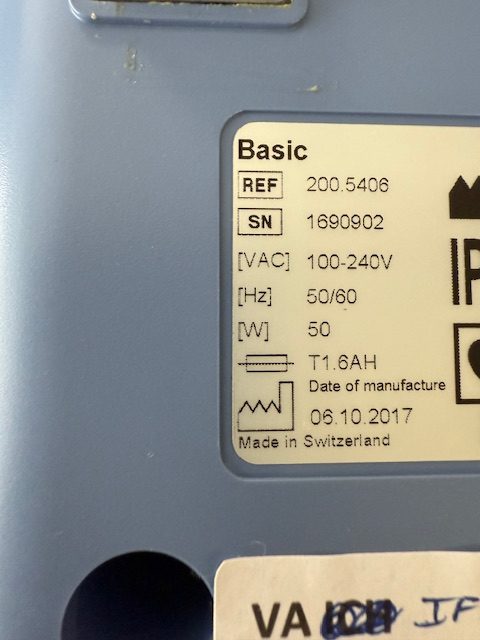 Basic
REF 200.5406
SN 1690902
[VAC] 100-240V
[Hz] 50/60
[W] 50
T1.6AH
Date of manufacture
06.10.2017
Made in Switzerland
IP
VA IF